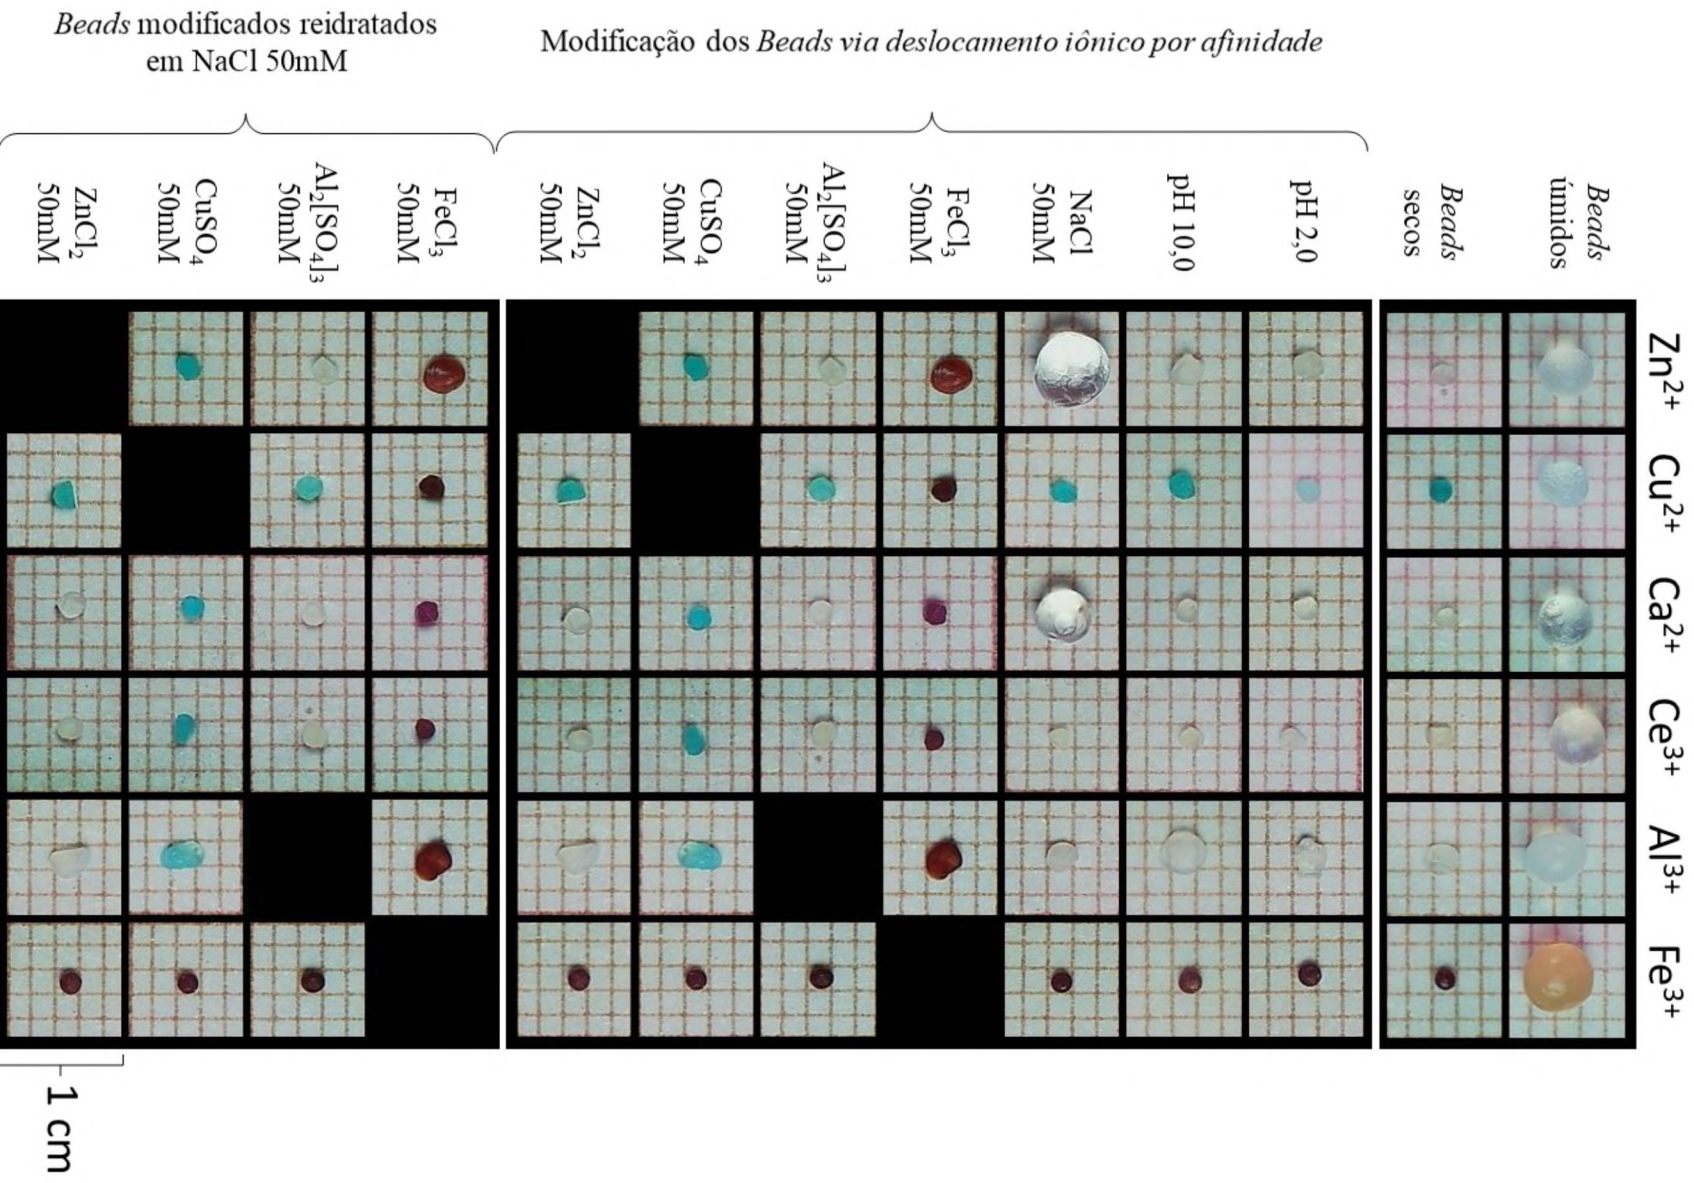 Beads modificados reidratados
em NaCl 50mM
Modificação dos Beads via deslocamento iônico por afinidade
ZnCl₂
50mM
CuSO₄
50mM
Al₂[SO₄]₃
50mM
FeCl₃
50mM
ZnCl₂
50mM
CuSO₄
50mM
Al₂[SO₄]₃
50mM
FeCl₃
50mM
NaCl
50mM
pH 10,0
pH 2,0
Beads
secos
Beads
úmidos
Zn²⁺
Cu²⁺
Ca²⁺
Ce³⁺
Al³⁺
Fe³⁺
1 cm